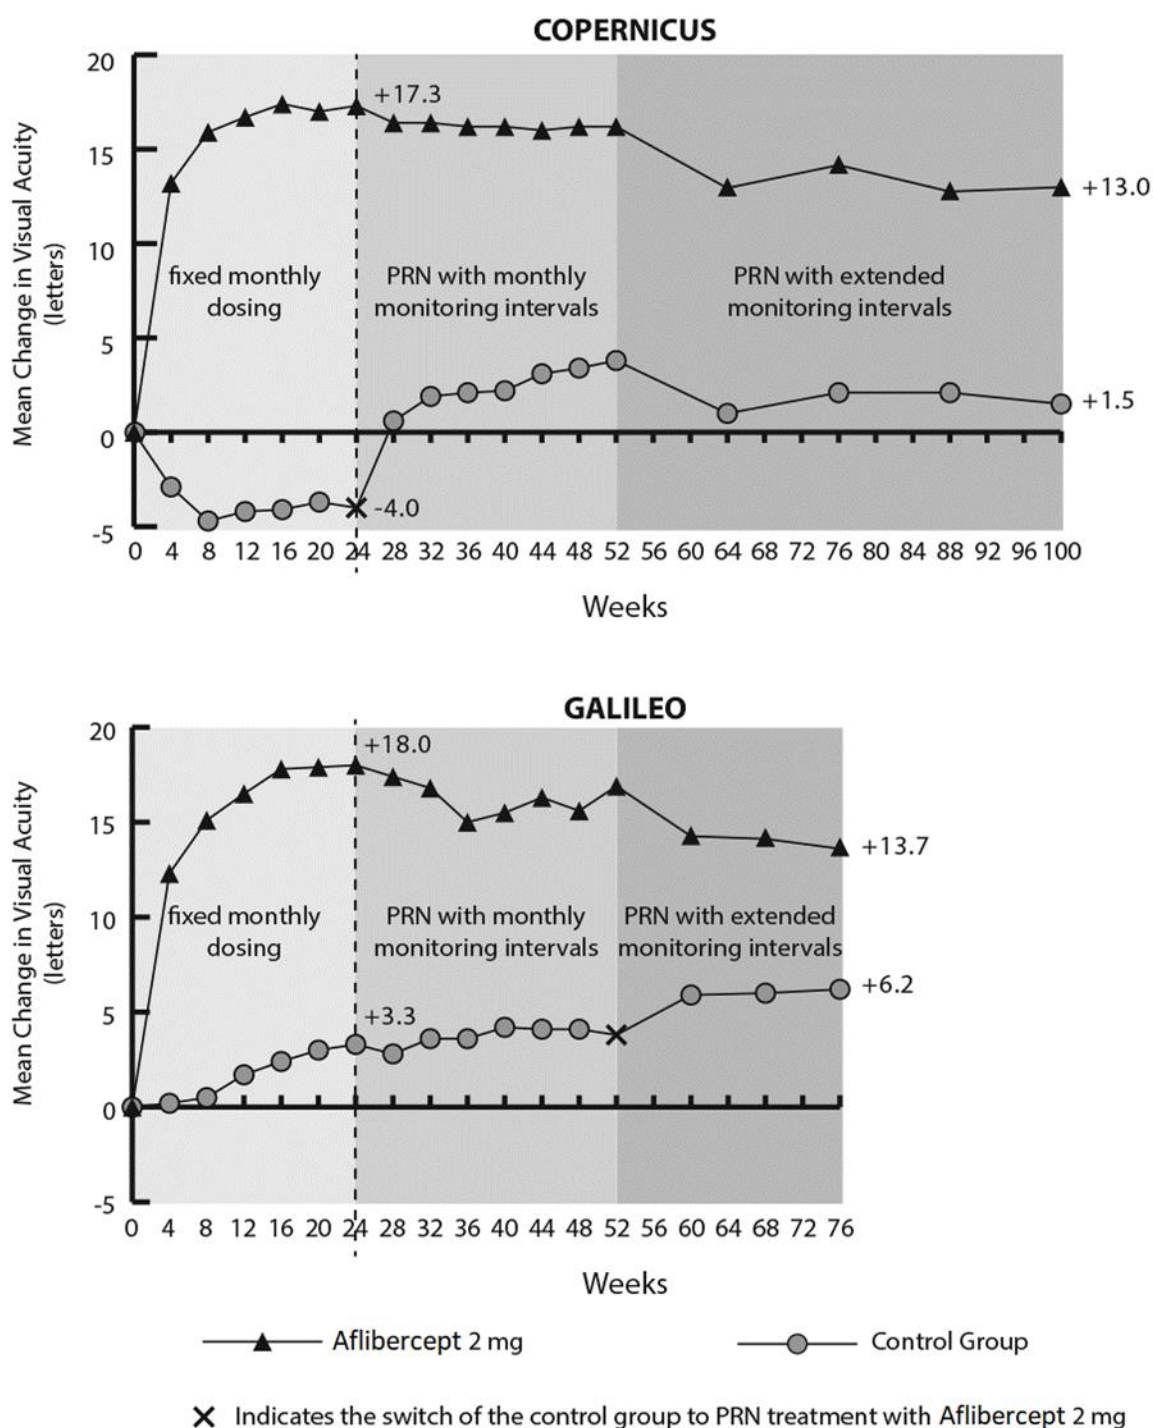 COPERNICUS
Mean Change in Visual Acuity
(letters)
20
15
10
5
0
-5
+17.3
+13.0
fixed monthly
dosing
PRN with monthly
monitoring intervals
PRN with extended
monitoring intervals
+1.5
-4.0
0 4 8 12 16 20 24 28 32 36 40 44 48 52 56 60 64 68 72 76 80 84 88 92 96 100
Weeks
GALILEO
Mean Change in Visual Acuity
(letters)
20
15
10
5
0
-5
+18.0
+13.7
fixed monthly
dosing
PRN with monthly
monitoring intervals
PRN with extended
monitoring intervals
+6.2
+3.3
0 4 8 12 16 20 24 28 32 36 40 44 48 52 56 60 64 68 72 76
Weeks
Aflibercept 2 mg
Control Group
Indicates the switch of the control group to PRN treatment with Aflibercept 2 mg